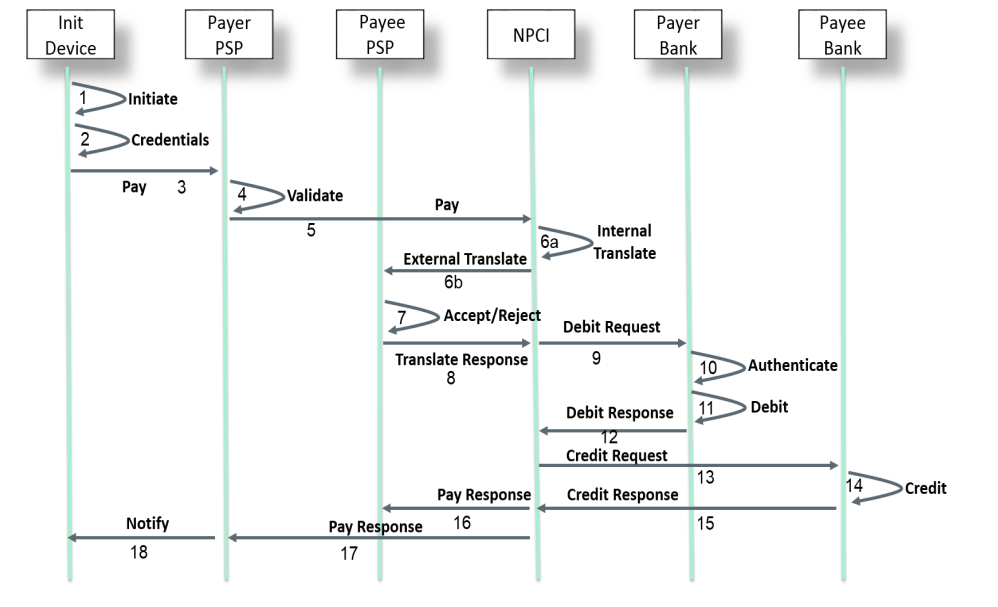 Init
Device
Payer
PSP
Payee
PSP
NPCI
Payer
Bank
Payee
Bank
1 Initiate
2 Credentials
Pay 3
4 Validate
Pay
5
6a Internal
Translate
External Translate
6b
7 Accept/Reject
Translate Response
8
Debit Request
9
10 Authenticate
11 Debit
Debit Response
12
Credit Request
13
14 Credit
Credit Response
15
Pay Response
16
Pay Response
17
Notify
18